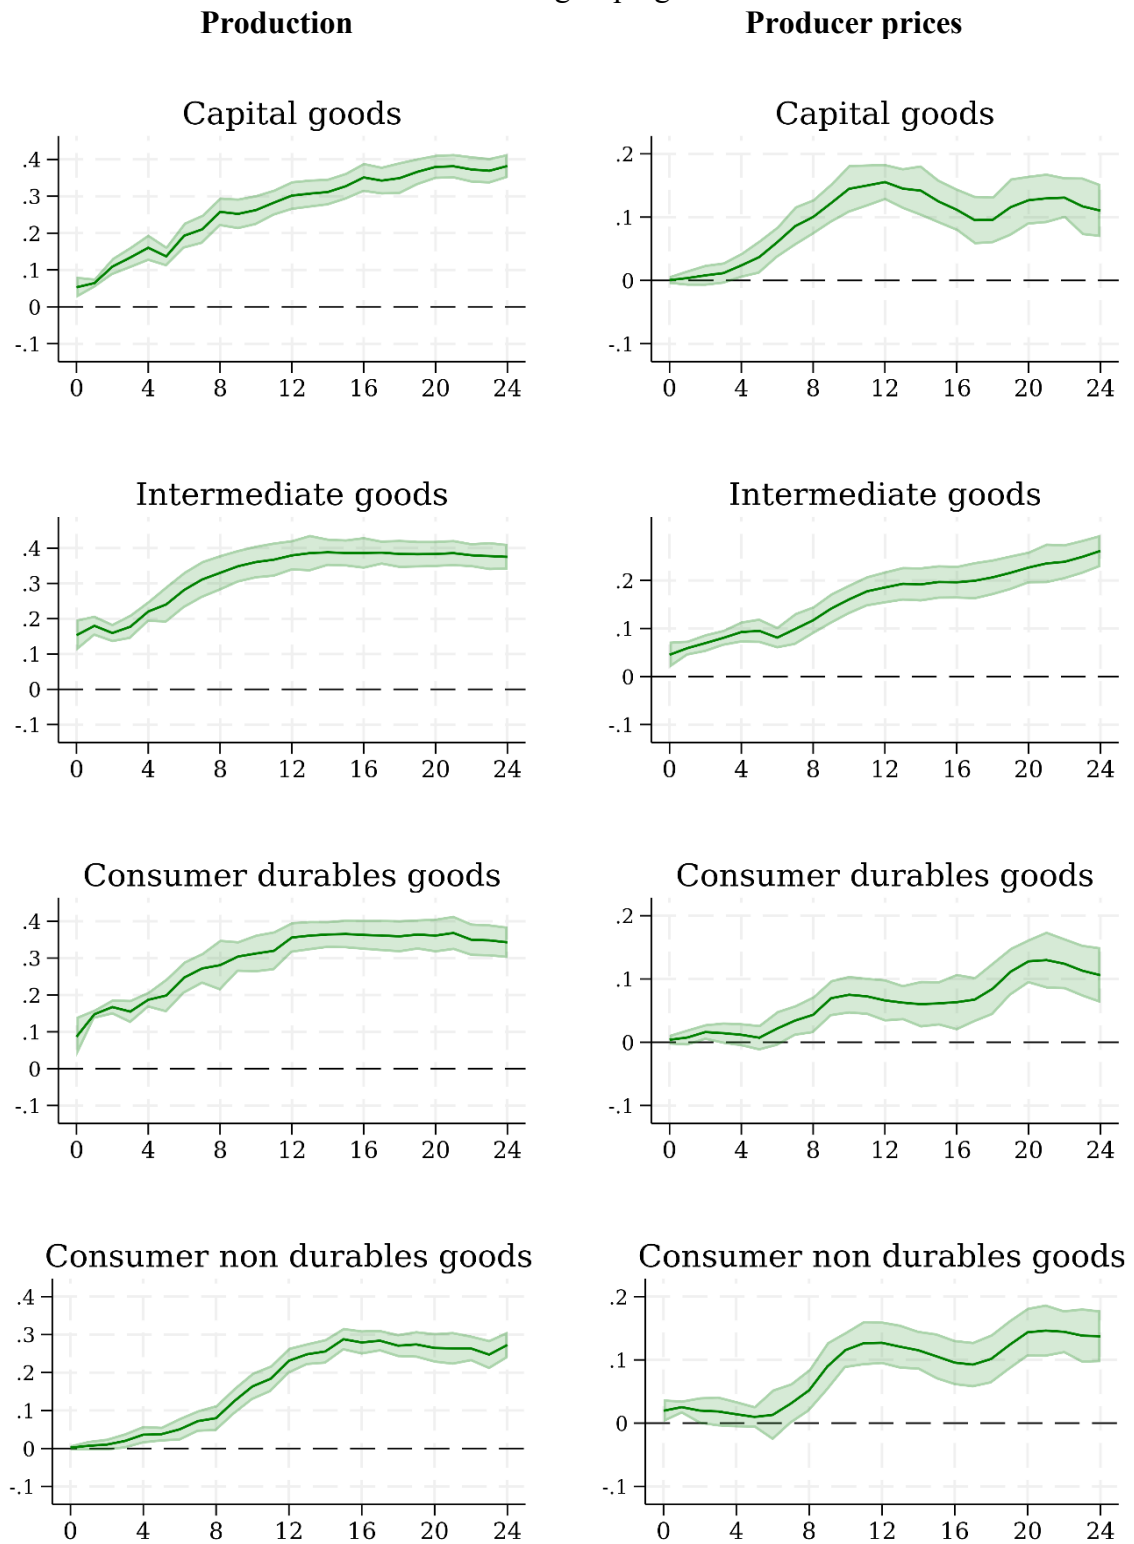 Production
Producer prices
Capital goods
.4
.3
.2
.1
0
-.1
0 4 8 12 16 20 24
Capital goods
.2
.1
0
-.1
0 4 8 12 16 20 24
Intermediate goods
.4
.3
.2
.1
0
-.1
0 4 8 12 16 20 24
Intermediate goods
.2
.1
0
-.1
0 4 8 12 16 20 24
Consumer durables goods
.4
.3
.2
.1
0
-.1
0 4 8 12 16 20 24
Consumer durables goods
.2
.1
0
-.1
0 4 8 12 16 20 24
Consumer non durables goods
.4
.3
.2
.1
0
-.1
0 4 8 12 16 20 24
Consumer non durables goods
.2
.1
0
-.1
0 4 8 12 16 20 24